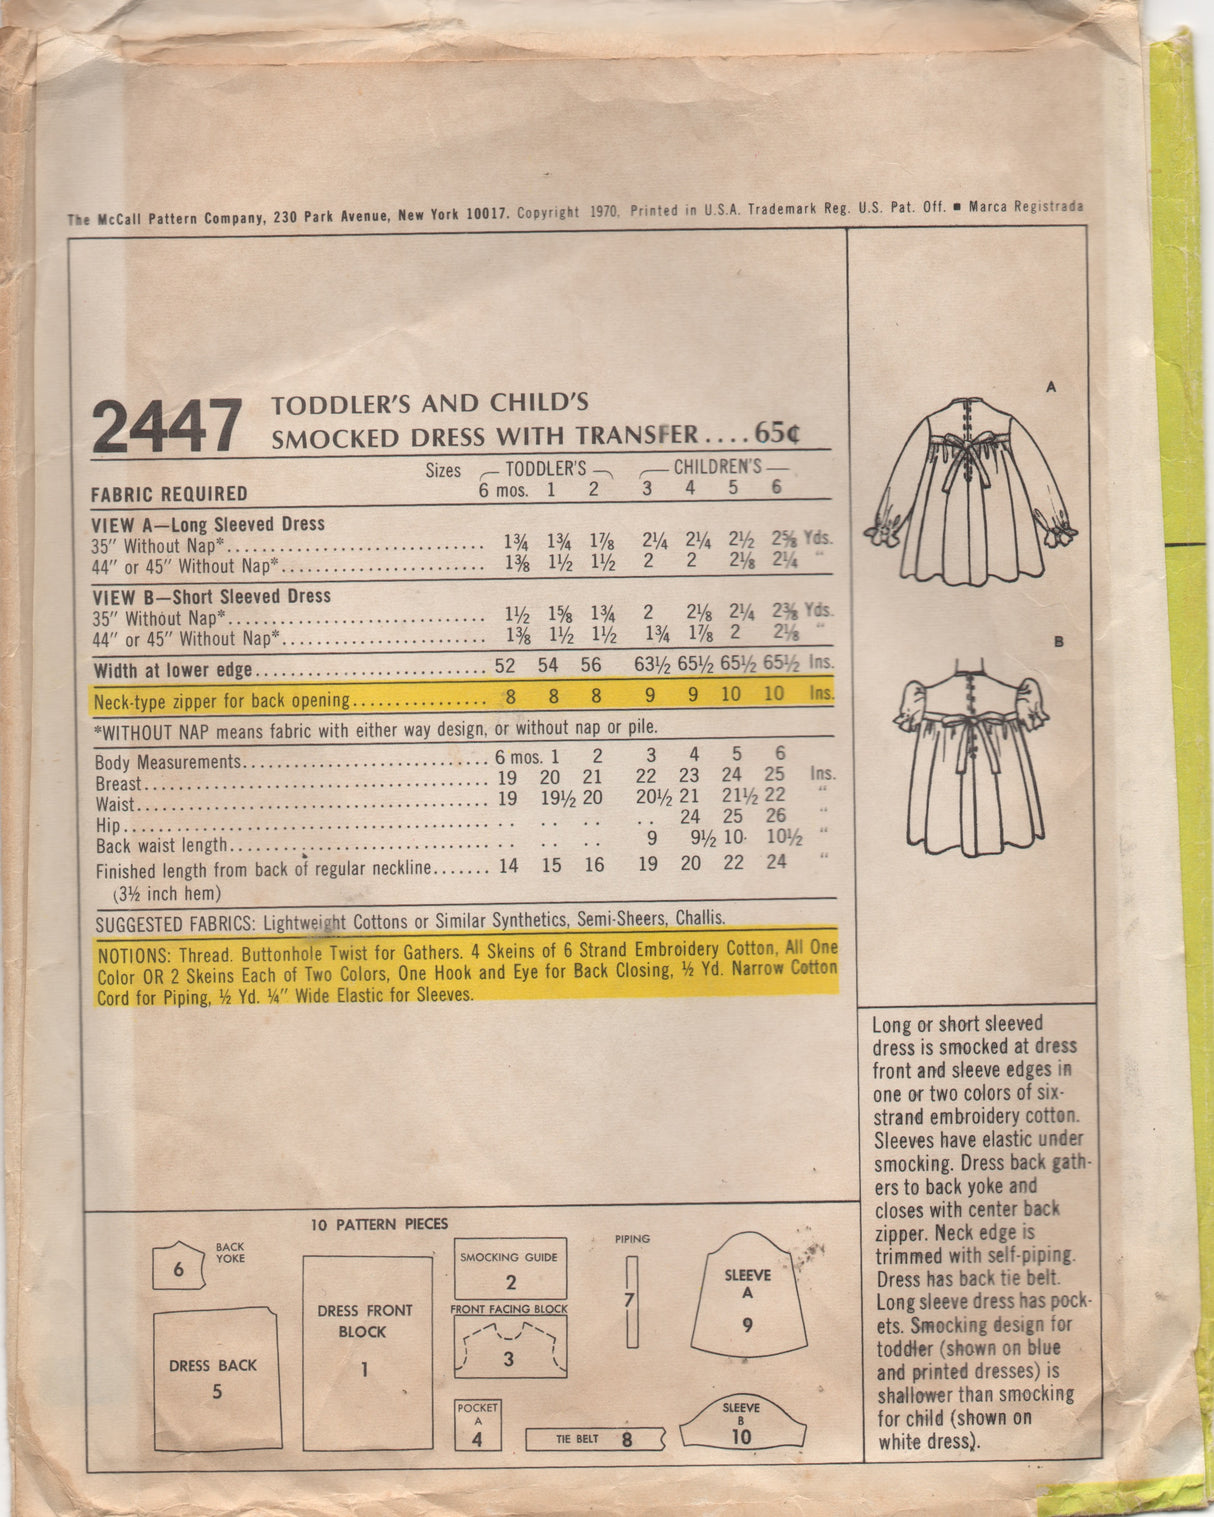 The McCall Pattern Company, 230 Park Avenue, New York 10017. Copyright 1970. Printed in U.S.A. Trademark Reg. U.S. Pat. Off. ■ Marca Registrada
2447 TODDLER'S AND CHILD'S
SMOCKED DRESS WITH TRANSFER....65¢
Sizes TODDLER'S CHILDREN'S
FABRIC REQUIRED 6 mos. 1 2 3 4 5 6
VIEW A—Long Sleeved Dress
35" Without Nap* 1¾ 1¾ 1⅞ 2¼ 2¼ 2½ 2⅝ Yds.
44" or 45" Without Nap* 1⅜ 1½ 1½ 2 2 2⅛ 2¼ "
VIEW B—Short Sleeved Dress
35" Without Nap* 1½ 1⅝ 1¾ 2 2⅛ 2¼ 2⅜ Yds.
44" or 45" Without Nap* 1⅜ 1½ 1½ 1¾ 1⅞ 2 2⅛ "
Width at lower edge 52 54 56 63½ 65½ 65½ 65½ Ins.
Neck-type zipper for back opening 8 8 8 9 9 10 10 Ins.
*WITHOUT NAP means fabric with either way design, or without nap or pile.
Body Measurements 6 mos. 1 2 3 4 5 6
Breast 19 20 21 22 23 24 25 Ins.
Waist 19 19½ 20 20½ 21 21½ 22 "
Hip .. .. .. .. 24 25 26 "
Back waist length .. .. .. 9 9½ 10 10½ "
Finished length from back of regular neckline 14 15 16 19 20 22 24 "
(3½ inch hem)
SUGGESTED FABRICS: Lightweight Cottons or Similar Synthetics, Semi-Sheers, Challis.
NOTIONS: Thread. Buttonhole Twist for Gathers. 4 Skeins of 6 Strand Embroidery Cotton, All One
Color OR 2 Skeins Each of Two Colors, One Hook and Eye for Back Closing, ½ Yd. Narrow Cotton
Cord for Piping, ½ Yd. ¼" Wide Elastic for Sleeves.
A
B
Long or short sleeved
dress is smocked at dress
front and sleeve edges in
one or two colors of six-
strand embroidery cotton.
Sleeves have elastic under
smocking. Dress back gath-
ers to back yoke and
closes with center back
zipper. Neck edge is
trimmed with self-piping.
Dress has back tie belt.
Long sleeve dress has pock-
ets. Smocking design for
toddler (shown on blue
and printed dresses) is
shallower than smocking
for child (shown on
white dress).
10 PATTERN PIECES
BACK
YOKE
6
DRESS BACK
5
DRESS FRONT
BLOCK
1
SMOCKING GUIDE
2
FRONT FACING BLOCK
3
POCKET
A
4
PIPING
7
TIE BELT 8
SLEEVE
A
9
SLEEVE
B
10